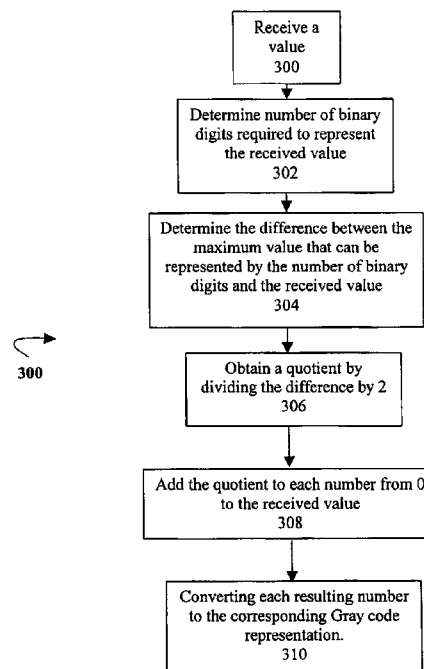 Receive a
value
300
Determine number of binary
digits required to represent
the received value
302
Determine the difference between the
maximum value that can be
represented by the number of binary
digits and the received value
304
300
Obtain a quotient by
dividing the difference by 2
306
Add the quotient to each number from 0
to the received value
308
Converting each resulting number
to the corresponding Gray code
representation.
310